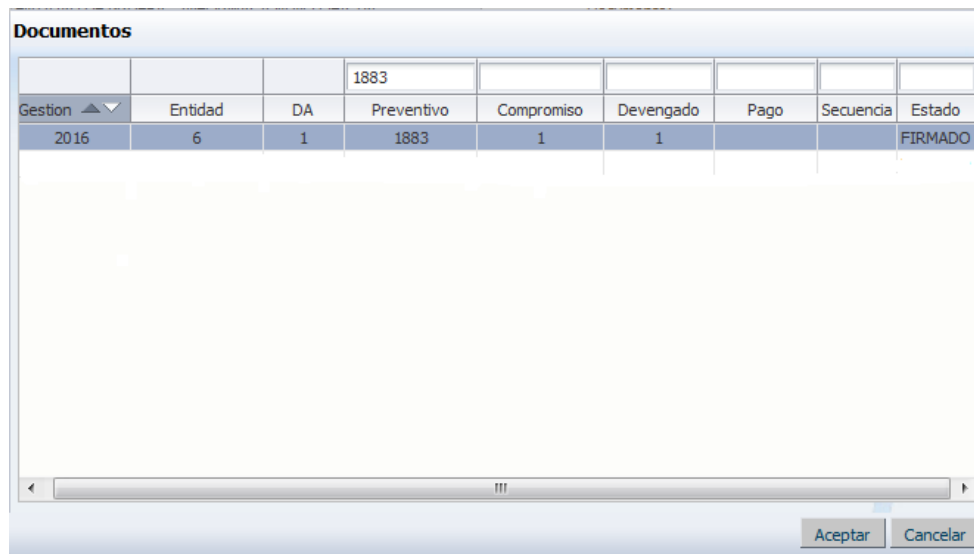 Documentos
1883
Gestion Entidad DA Preventivo Compromiso Devengado Pago Secuencia Estado
2016 6 1 1883 1 1 FIRMADO
Aceptar Cancelar